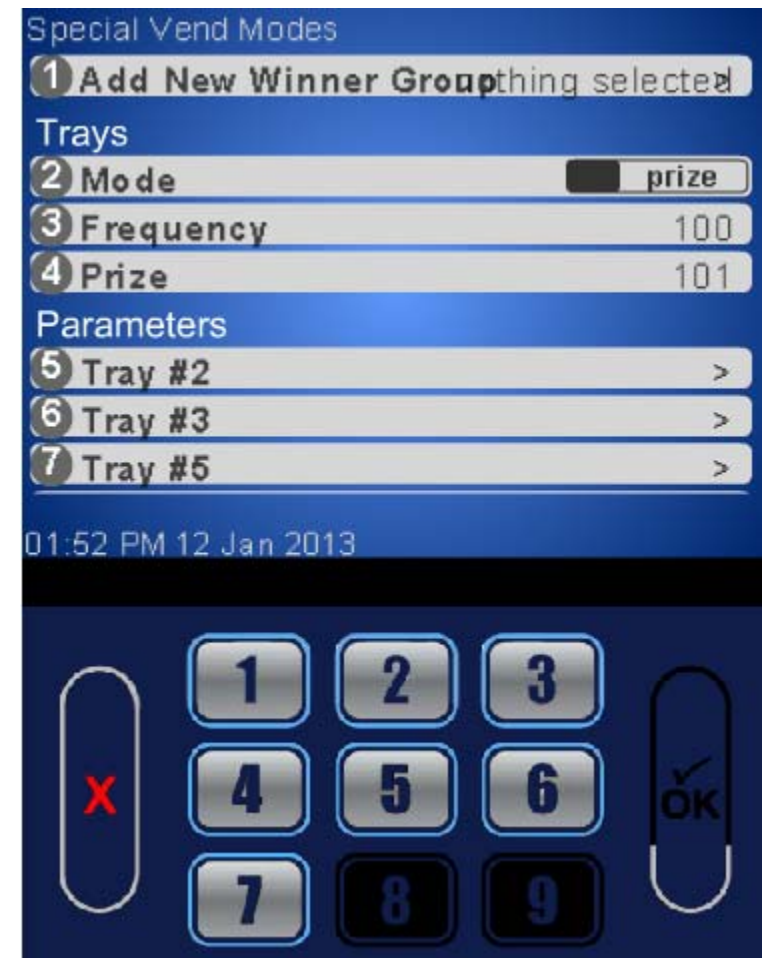 Special Vend Modes
1 Add New Winner Group nothing selected >
Trays
2 Mode prize
3 Frequency 100
4 Prize 101
Parameters
5 Tray #2 >
6 Tray #3 >
7 Tray #5 >
01:52 PM 12 Jan 2013
1 2 3
X 4 5 6 OK
7 8 9